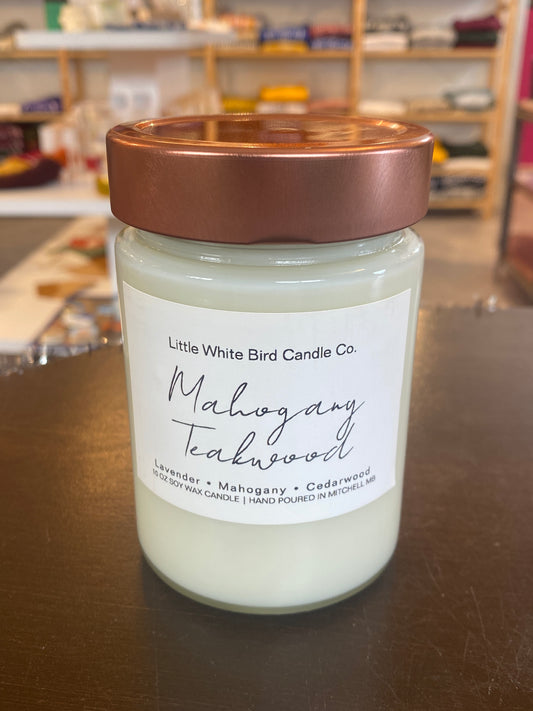 Little White Bird Candle Co.
Mahogany
Teakwood
Lavender • Mahogany • Cedarwood
10 OZ SOY WAX CANDLE | HAND POURED IN MITCHELL MB